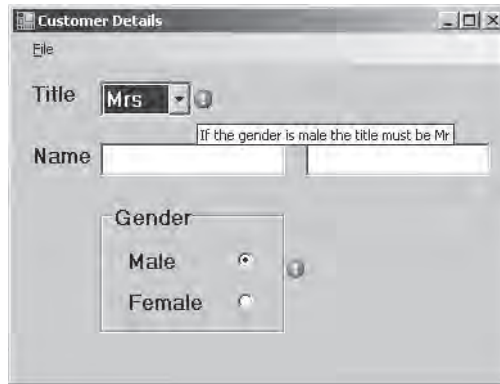 Customer Details
File
Title Mrs
If the gender is male the title must be Mr
Name
Gender
Male
Female